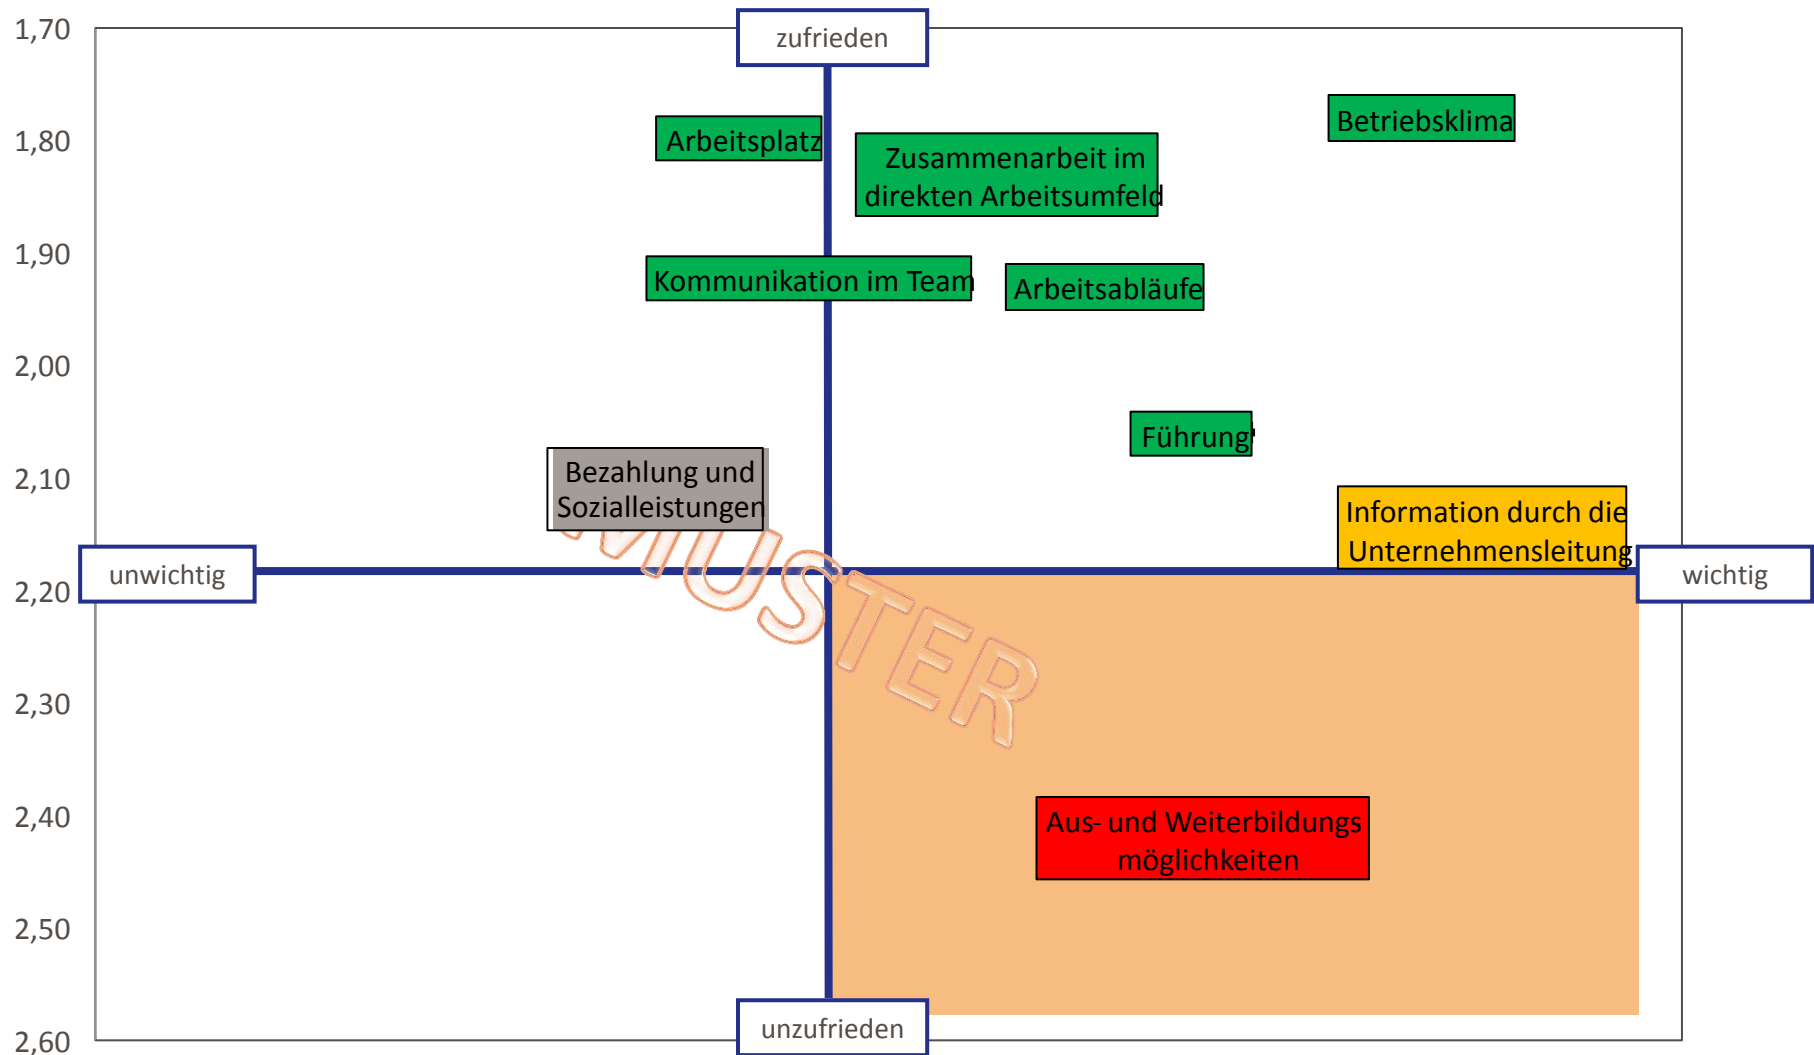 1,70
zufrieden
1,80
Arbeitsplatz
Betriebsklima
Zusammenarbeit im
direkten Arbeitsumfeld
1,90
Kommunikation im Team
Arbeitsabläufe
2,00
Führung
2,10
Bezahlung und
Sozialleistungen
Information durch die
Unternehmensleitung
unwichtig
wichtig
2,20
MUSTER
2,30
2,40
Aus- und Weiterbildungs
möglichkeiten
2,50
unzufrieden
2,60